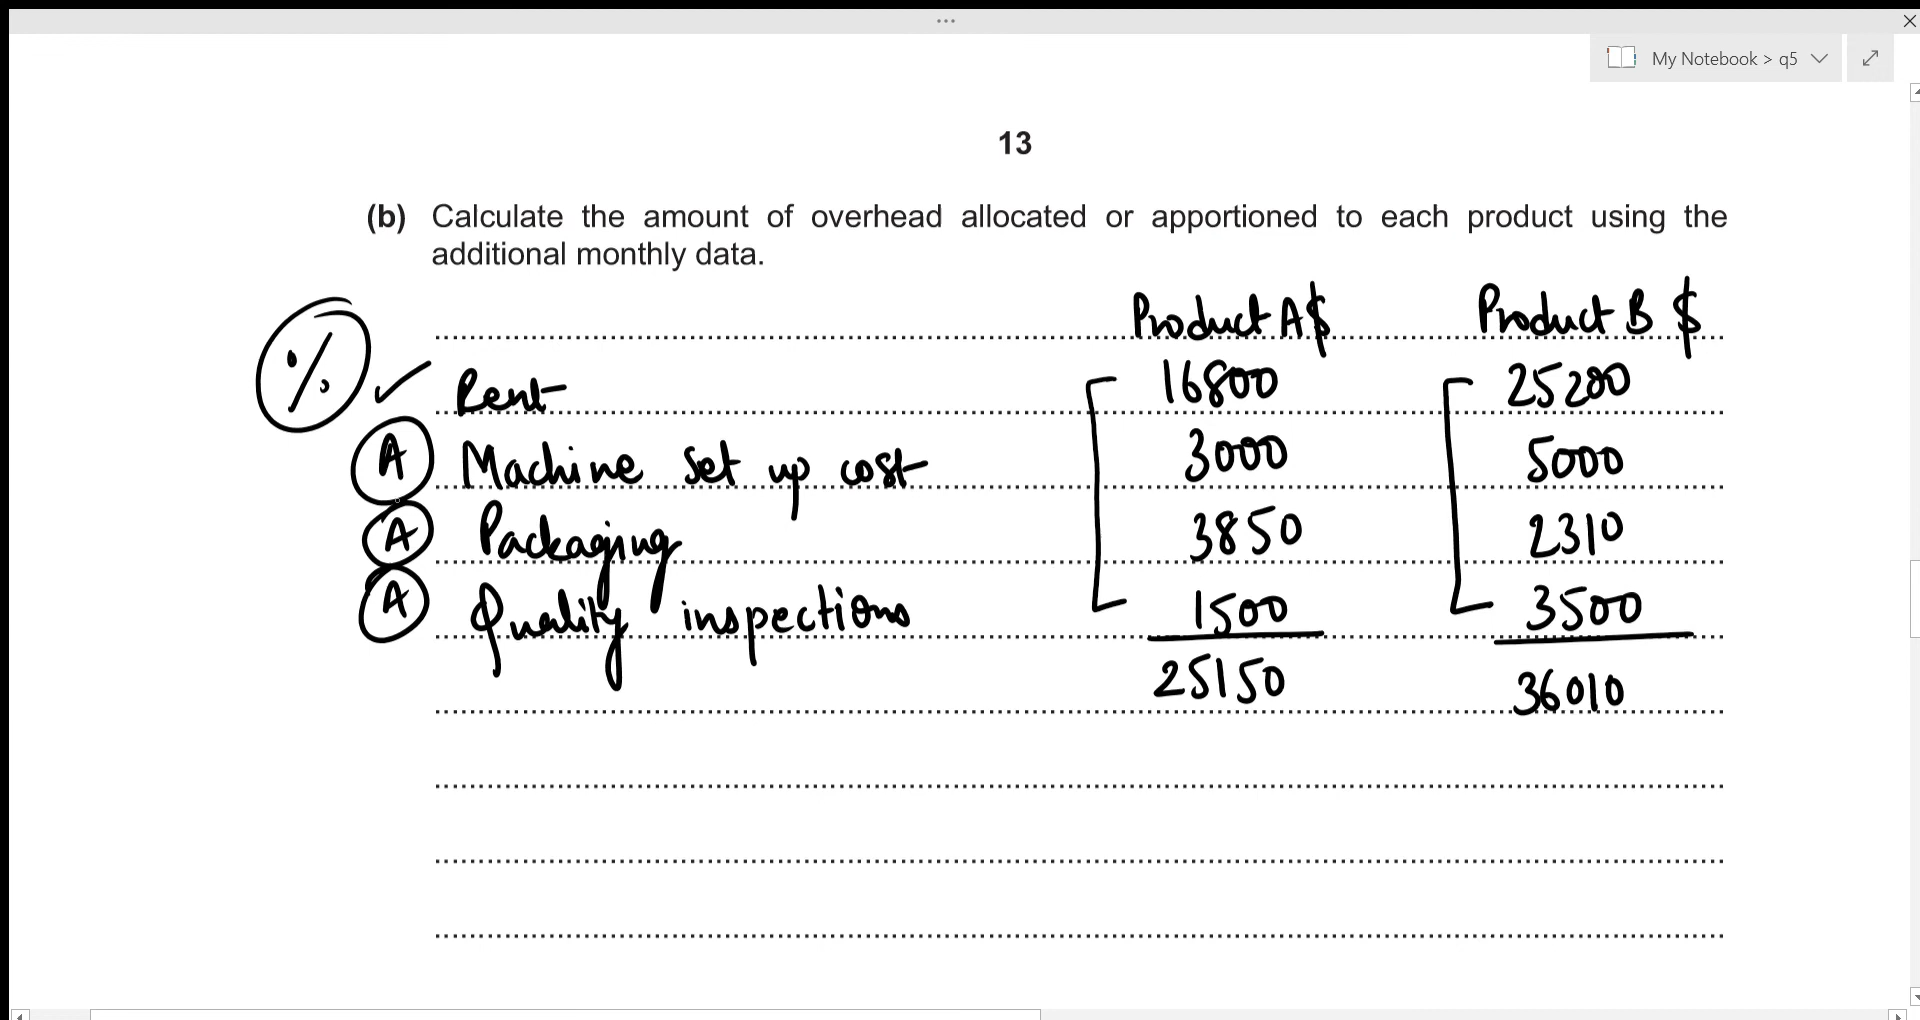 My Notebook > q5
13
(b) Calculate the amount of overhead allocated or apportioned to each product using the
additional monthly data.
Product A $ Product B $
% ✓ Rent 16800 25200
A Machine set up cost 3000 5000
A Packaging 3850 2310
A Quality inspections 1500 3500
25150 36010